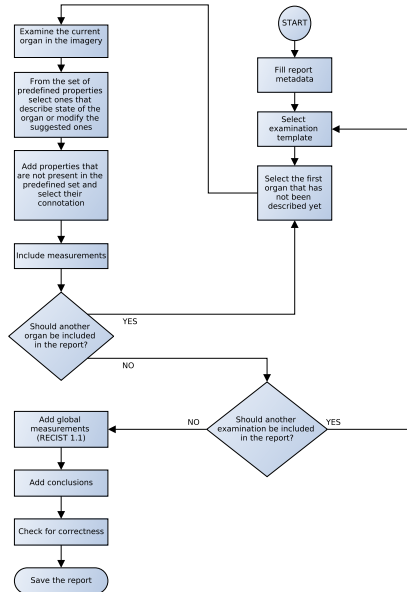 START
Fill report
metadata
Select
examination
template
Select the first
organ that has
not been
described yet
Examine the current
organ in the imagery
From the set of
predefined properties
select ones that
describe state of the
organ or modify the
suggested ones
Add properties that
are not present in the
predefined set and
select their
connotation
Include measurements
Should another
organ be included
in the report?
YES
NO
Should another
examination be included
in the report?
YES
NO
Add global
measurements
(RECIST 1.1)
Add conclusions
Check for correctness
Save the report